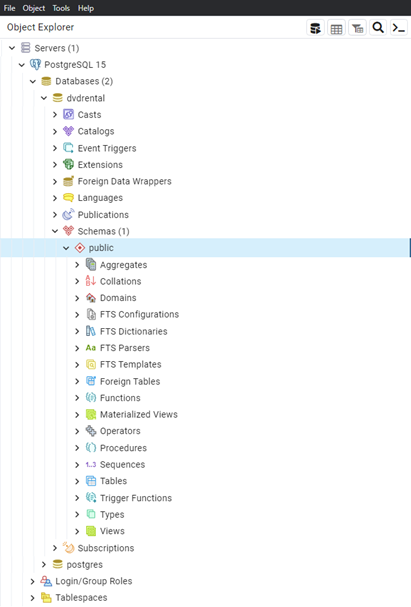 File Object Tools Help
Object Explorer
Servers (1)
PostgreSQL 15
Databases (2)
dvdrental
Casts
Catalogs
Event Triggers
Extensions
Foreign Data Wrappers
Languages
Publications
Schemas (1)
public
Aggregates
Collations
Domains
FTS Configurations
FTS Dictionaries
Aa FTS Parsers
FTS Templates
Foreign Tables
Functions
Materialized Views
Operators
Procedures
1..3 Sequences
Tables
Trigger Functions
Types
Views
Subscriptions
postgres
Login/Group Roles
Tablespaces